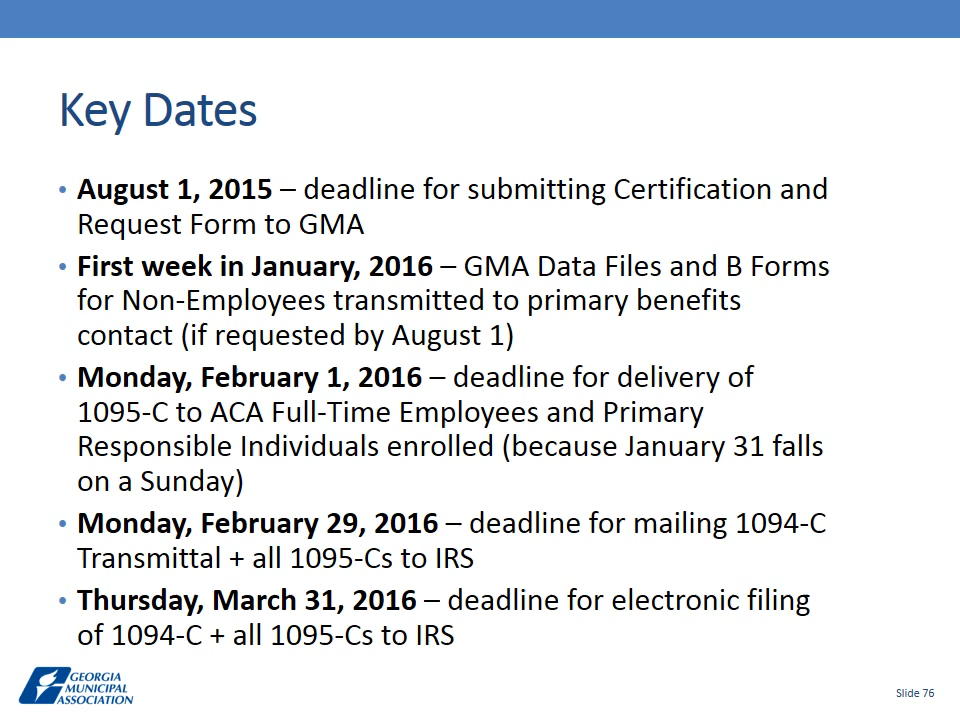 Key Dates
• August 1, 2015 – deadline for submitting Certification and
Request Form to GMA
• First week in January, 2016 – GMA Data Files and B Forms
for Non-Employees transmitted to primary benefits
contact (if requested by August 1)
• Monday, February 1, 2016 – deadline for delivery of
1095-C to ACA Full-Time Employees and Primary
Responsible Individuals enrolled (because January 31 falls
on a Sunday)
• Monday, February 29, 2016 – deadline for mailing 1094-C
Transmittal + all 1095-Cs to IRS
• Thursday, March 31, 2016 – deadline for electronic filing
of 1094-C + all 1095-Cs to IRS
GEORGIA
MUNICIPAL
ASSOCIATION
Slide 76